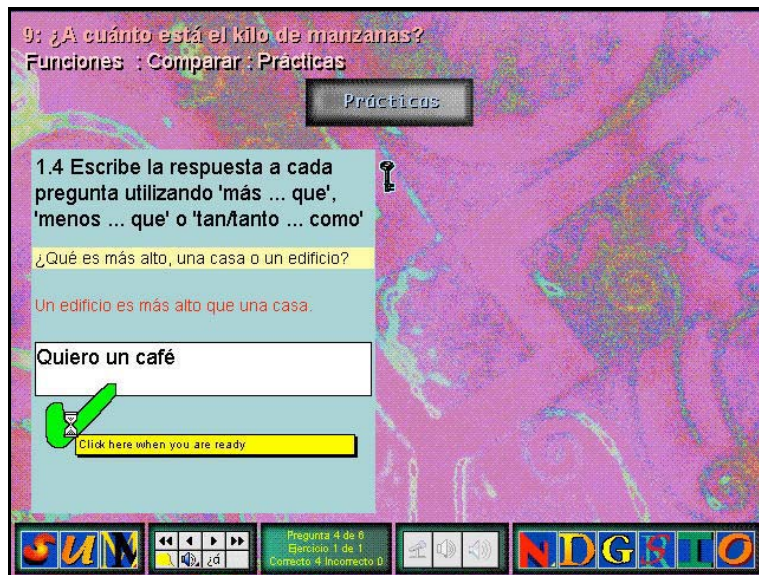 9: ¿A cuánto está el kilo de manzanas?
Funciones : Comparar : Prácticas
Prácticas
1.4 Escribe la respuesta a cada
pregunta utilizando 'más ... que',
'menos ... que' o 'tan/tanto ... como'
¿Qué es más alto, una casa o un edificio?
Un edificio es más alto que una casa.
Quiero un café
Click here when you are ready
SUN
¿á
Pregunta 4 de 6
Ejercicio 1 de 1
Correcto 4 Incorrecto 0
NDGSIO